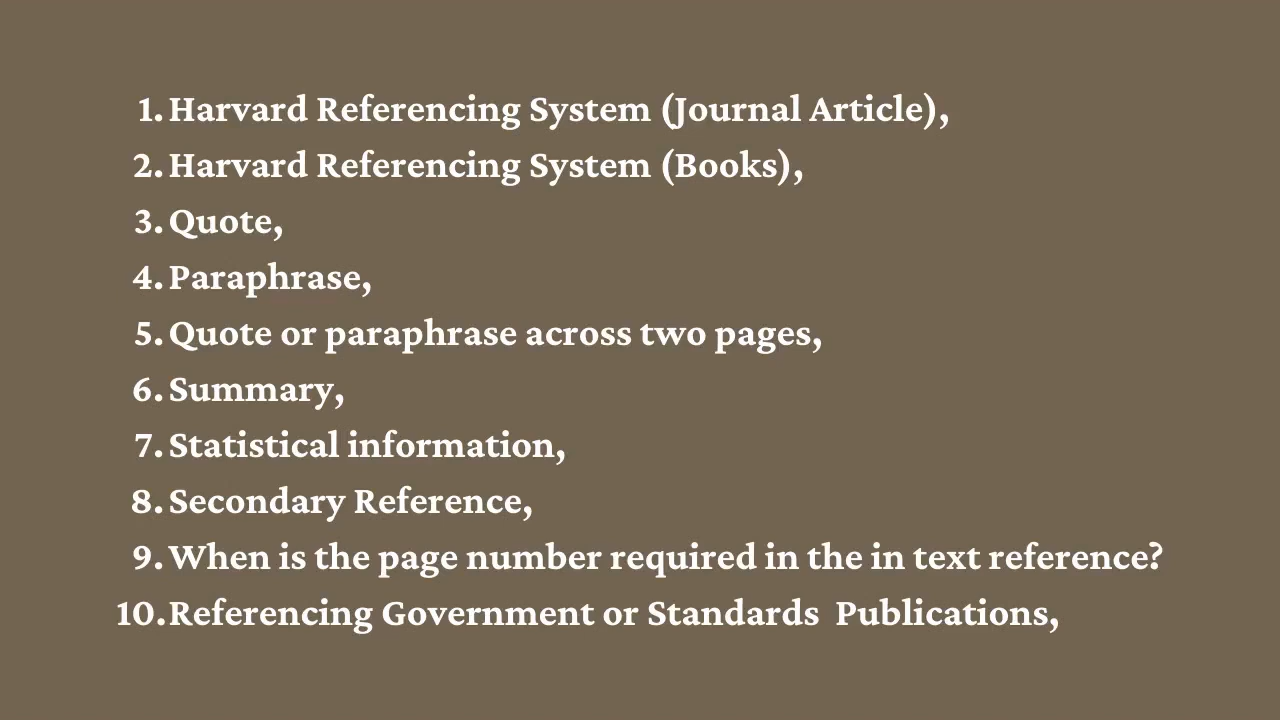 1. Harvard Referencing System (Journal Article),
2. Harvard Referencing System (Books),
3. Quote,
4. Paraphrase,
5. Quote or paraphrase across two pages,
6. Summary,
7. Statistical information,
8. Secondary Reference,
9. When is the page number required in the in text reference?
10. Referencing Government or Standards  Publications,